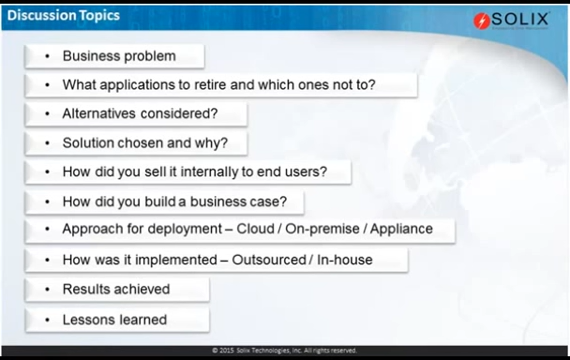 Discussion Topics
SOLIX
• Business problem
• What applications to retire and which ones not to?
• Alternatives considered?
• Solution chosen and why?
• How did you sell it internally to end users?
• How did you build a business case?
• Approach for deployment – Cloud / On-premise / Appliance
• How was it implemented – Outsourced / In-house
• Results achieved
• Lessons learned
© 2015 Solix Technologies, Inc. All rights reserved.